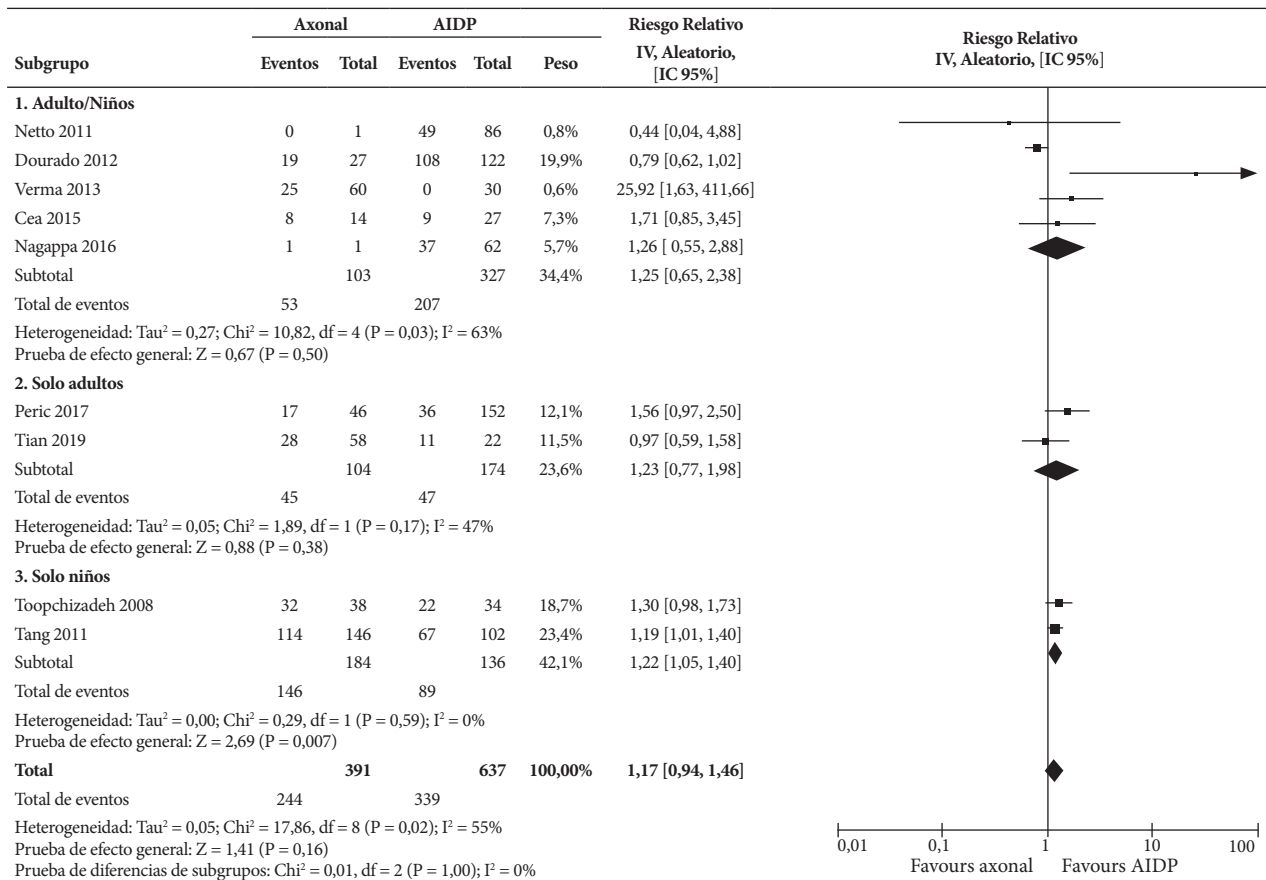 Axonal AIDP Riesgo Relativo Riesgo Relativo
Subgrupo Eventos Total Eventos Total Peso IV, Aleatorio, [IC 95%] IV, Aleatorio, [IC 95%]
1. Adulto/Niños
Netto 2011 0 1 49 86 0,8% 0,44 [0,04, 4,88]
Dourado 2012 19 27 108 122 19,9% 0,79 [0,62, 1,02]
Verma 2013 25 60 0 30 0,6% 25,92 [1,63, 411,66]
Cea 2015 8 14 9 27 7,3% 1,71 [0,85, 3,45]
Nagappa 2016 1 1 37 62 5,7% 1,26 [ 0,55, 2,88]
Subtotal 103 327 34,4% 1,25 [0,65, 2,38]
Total de eventos 53 207
Heterogeneidad: Tau² = 0,27; Chi² = 10,82, df = 4 (P = 0,03); I² = 63%
Prueba de efecto general: Z = 0,67 (P = 0,50)
2. Solo adultos
Peric 2017 17 46 36 152 12,1% 1,56 [0,97, 2,50]
Tian 2019 28 58 11 22 11,5% 0,97 [0,59, 1,58]
Subtotal 104 174 23,6% 1,23 [0,77, 1,98]
Total de eventos 45 47
Heterogeneidad: Tau² = 0,05; Chi² = 1,89, df = 1 (P = 0,17); I² = 47%
Prueba de efecto general: Z = 0,88 (P = 0,38)
3. Solo niños
Toopchizadeh 2008 32 38 22 34 18,7% 1,30 [0,98, 1,73]
Tang 2011 114 146 67 102 23,4% 1,19 [1,01, 1,40]
Subtotal 184 136 42,1% 1,22 [1,05, 1,40]
Total de eventos 146 89
Heterogeneidad: Tau² = 0,00; Chi² = 0,29, df = 1 (P = 0,59); I² = 0%
Prueba de efecto general: Z = 2,69 (P = 0,007)
Total 391 637 100,00% 1,17 [0,94, 1,46]
Total de eventos 244 339
Heterogeneidad: Tau² = 0,05; Chi² = 17,86, df = 8 (P = 0,02); I² = 55%
Prueba de efecto general: Z = 1,41 (P = 0,16)
Prueba de diferencias de subgrupos: Chi² = 0,01, df = 2 (P = 1,00); I² = 0%
0,01 0,1 1 10 100
Favours axonal Favours AIDP